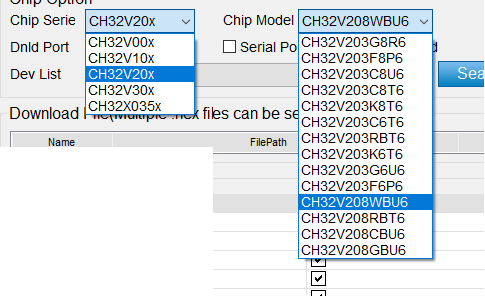 Chip Option
Chip Serie CH32V20x Chip Model CH32V208WBU6
Dnld Port Serial
Dev List Sea
CH32V00x
CH32V10x
CH32V20x
CH32V30x
CH32X035x
CH32V203G8R6
CH32V203F8P6
CH32V203C8U6
CH32V203C8T6
CH32V203K8T6
CH32V203C6T6
CH32V203RBT6
CH32V203K6T6
CH32V203G6U6
CH32V203F6P6
CH32V208WBU6
CH32V208RBT6
CH32V208CBU6
CH32V208GBU6
Download File(Multiple .hex files can be se
Name FilePath